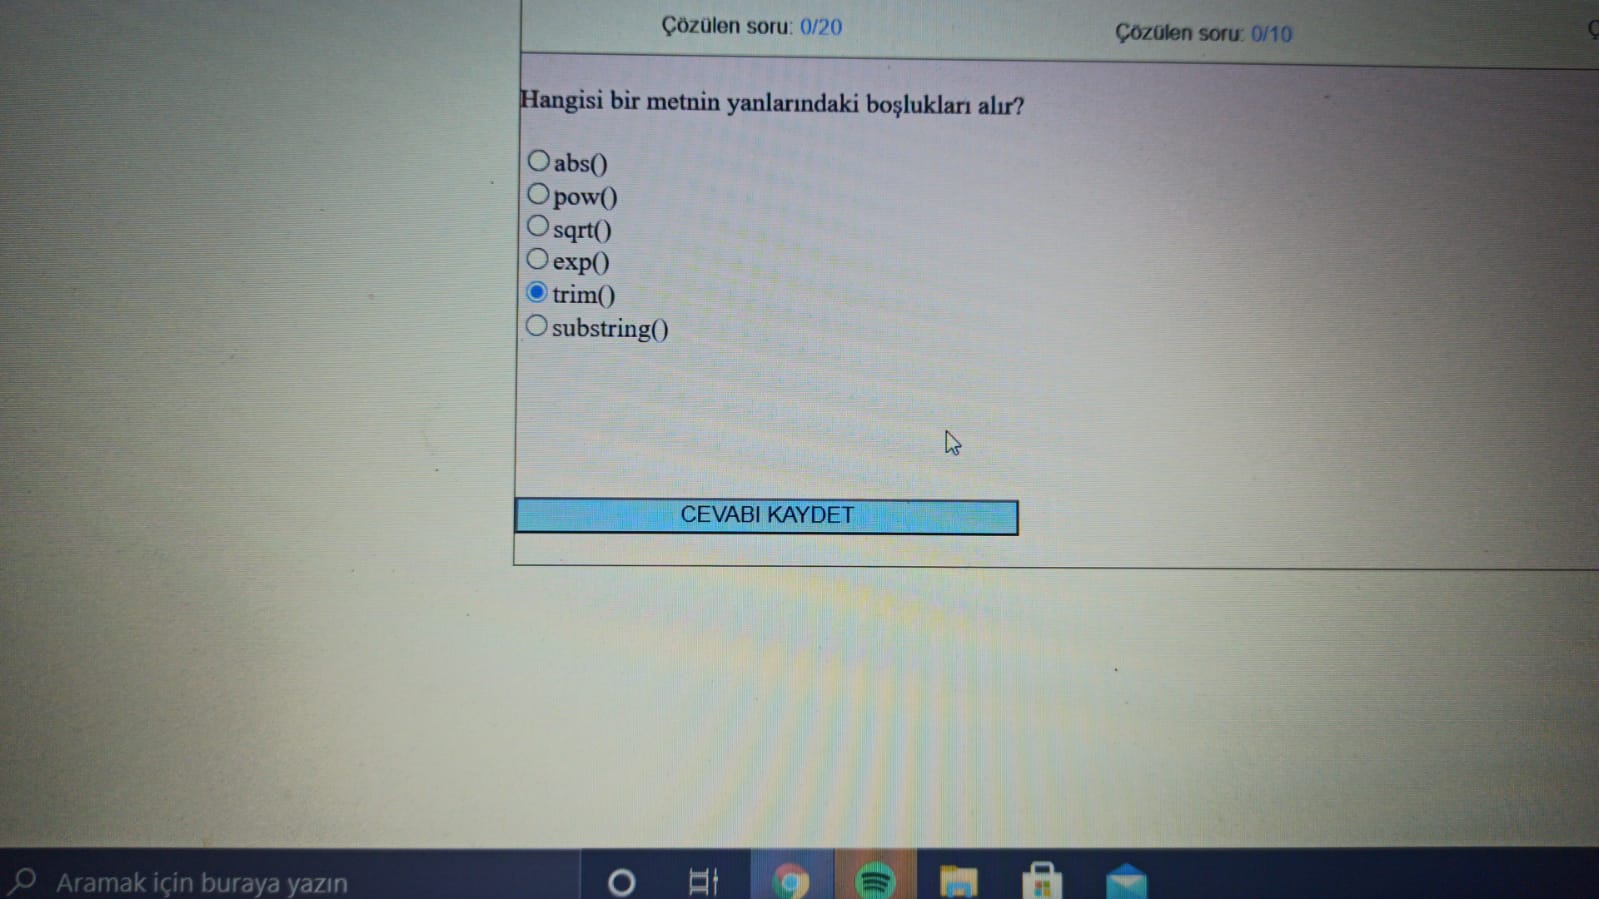 Çözülen soru: 0/20
Çözülen soru: 0/10
Hangisi bir metnin yanlarındaki boşlukları alır?
abs()
pow()
sqrt()
exp()
trim()
substring()
CEVABI KAYDET
Aramak için buraya yazın